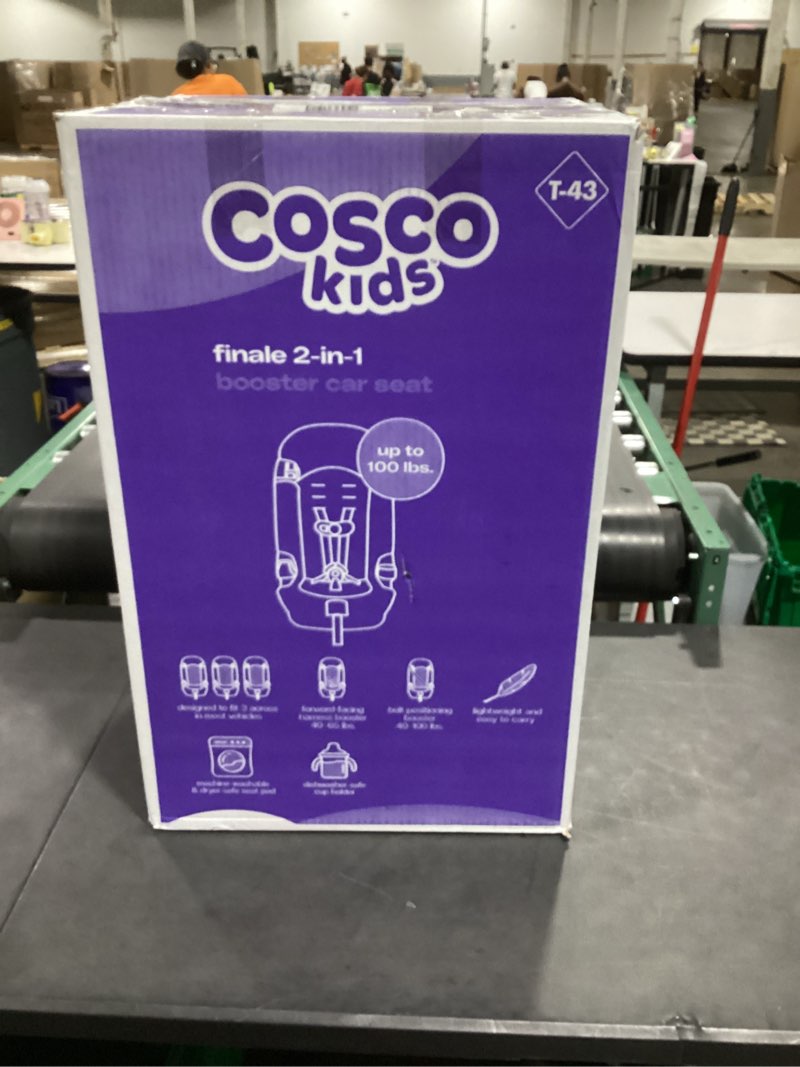 T-43
COSCO
kids™
finale 2-in-1
booster car seat
up to
100 lbs.
designed to fit 3 across
in most vehicles
forward-facing
harness booster
40-65 lbs.
belt positioning
booster
40-100 lbs.
lightweight and
easy to carry
machine washable
& dryer safe seat pad
dishwasher safe
cup holder